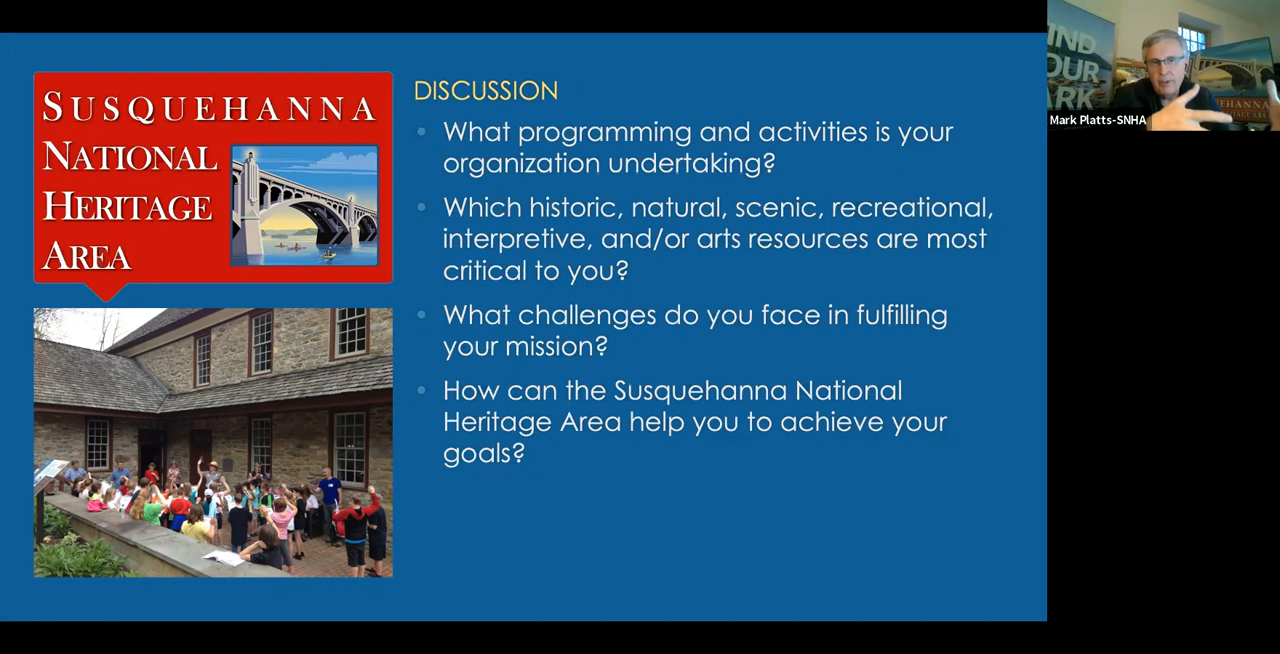 SUSQUEHANNA
NATIONAL
HERITAGE
AREA
DISCUSSION
• What programming and activities is your
organization undertaking?
• Which historic, natural, scenic, recreational,
interpretive, and/or arts resources are most
critical to you?
• What challenges do you face in fulfilling
your mission?
• How can the Susquehanna National
Heritage Area help you to achieve your
goals?
Mark Platts-SNHA